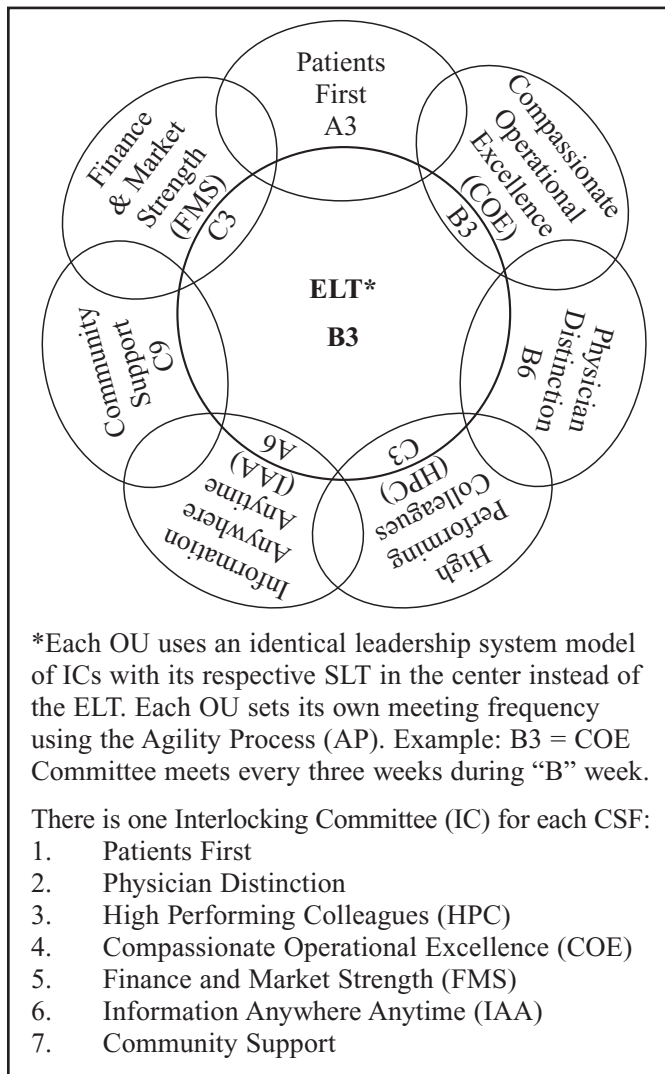 Patients
First
A3
Compassionate
Operational
Excellence
(COE)
B3
Physician
Distinction
B6
High
Performing
Colleagues
(HPC)
C3
Information
Anywhere
Anytime
(IAA)
A6
Community
Support
C9
Finance
& Market
Strength
(FMS)
C3
ELT*
B3
*Each OU uses an identical leadership system model
of ICs with its respective SLT in the center instead of
the ELT. Each OU sets its own meeting frequency
using the Agility Process (AP). Example: B3 = COE
Committee meets every three weeks during “B” week.
There is one Interlocking Committee (IC) for each CSF:
1. Patients First
2. Physician Distinction
3. High Performing Colleagues (HPC)
4. Compassionate Operational Excellence (COE)
5. Finance and Market Strength (FMS)
6. Information Anywhere Anytime (IAA)
7. Community Support